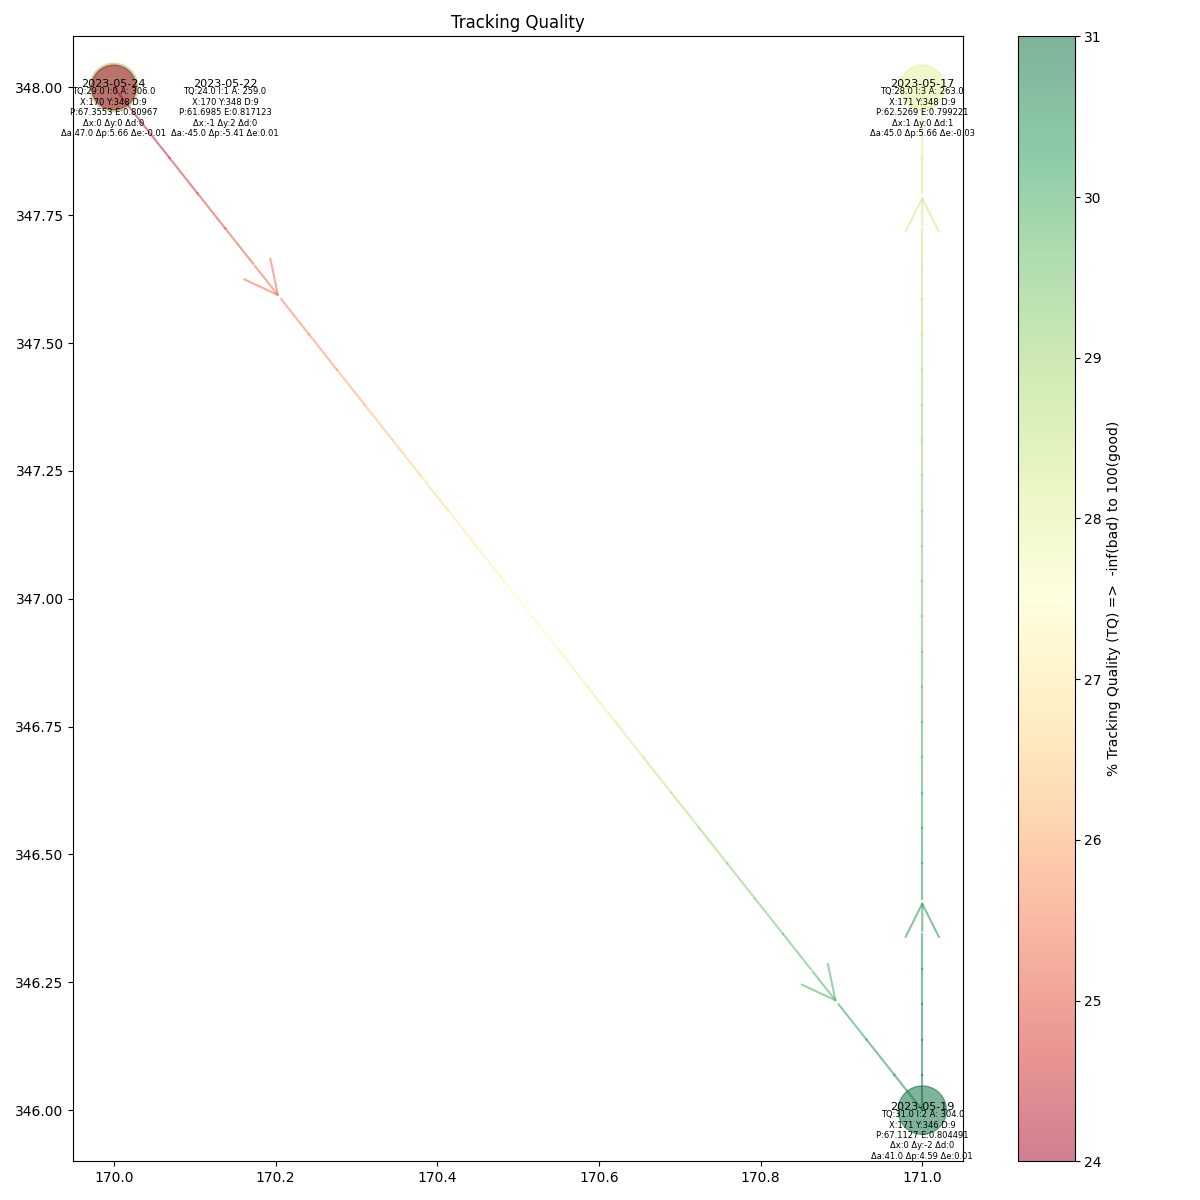 Tracking Quality
348.00
347.75
347.50
347.25
347.00
346.75
346.50
346.25
346.00
170.0
170.2
170.4
170.6
170.8
171.0
2023-05-24
TQ:29.0 I:0 A: 306.0
X:170 Y:348 D:9
P:67.3553 E:0.80967
Δx:0 Δy:0 Δd:0
Δa:47.0 Δp:5.66 Δe:-0.01
2023-05-22
TQ:24.0 I:1 A: 259.0
X:170 Y:348 D:9
P:61.6985 E:0.817123
Δx:-1 Δy:2 Δd:0
Δa:-45.0 Δp:-5.41 Δe:0.01
2023-05-17
TQ:28.0 I:3 A: 263.0
X:171 Y:348 D:9
P:62.5269 E:0.799221
Δx:1 Δy:0 Δd:1
Δa:45.0 Δp:5.66 Δe:-0.03
2023-05-19
TQ:31.0 I:2 A: 304.0
X:171 Y:346 D:9
P:67.1127 E:0.804491
Δx:0 Δy:-2 Δd:0
Δa:41.0 Δp:4.59 Δe:0.01
31
30
29
28
27
26
25
24
% Tracking Quality (TQ) =>  -inf(bad) to 100(good)